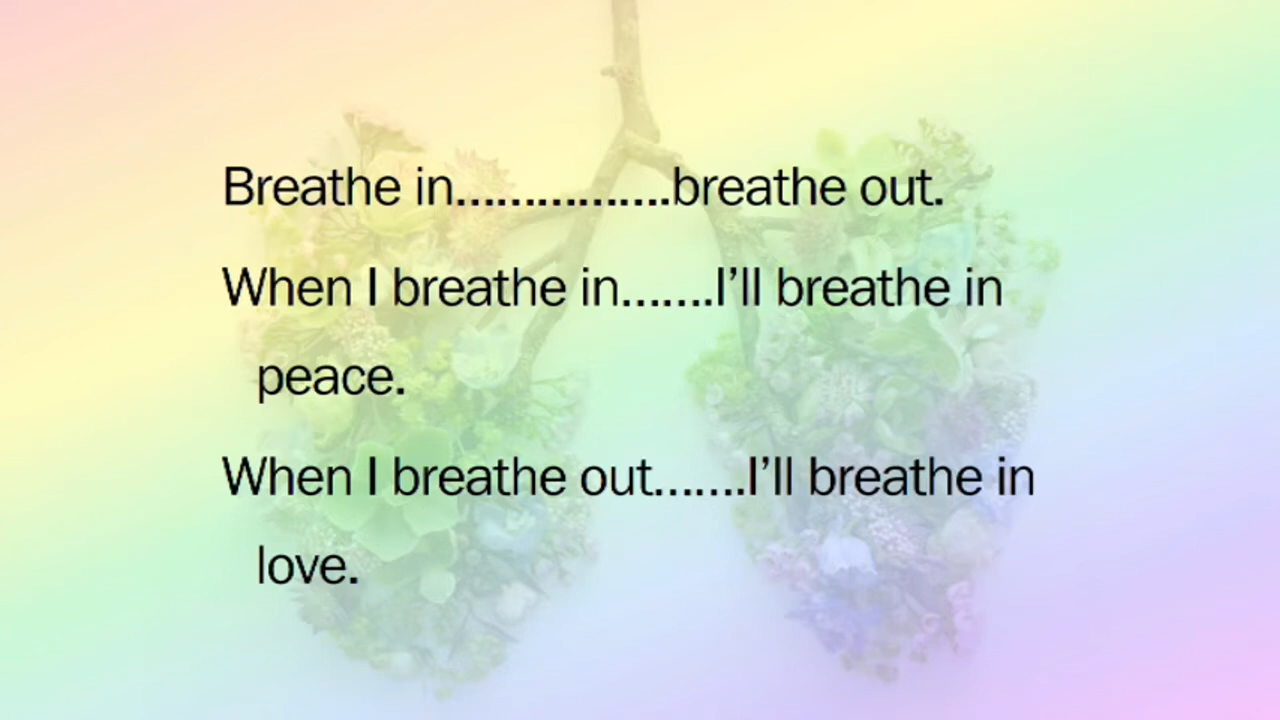 Breathe in................breathe out.
When I breathe in.......I’ll breathe in
peace.
When I breathe out.......I’ll breathe in
love.